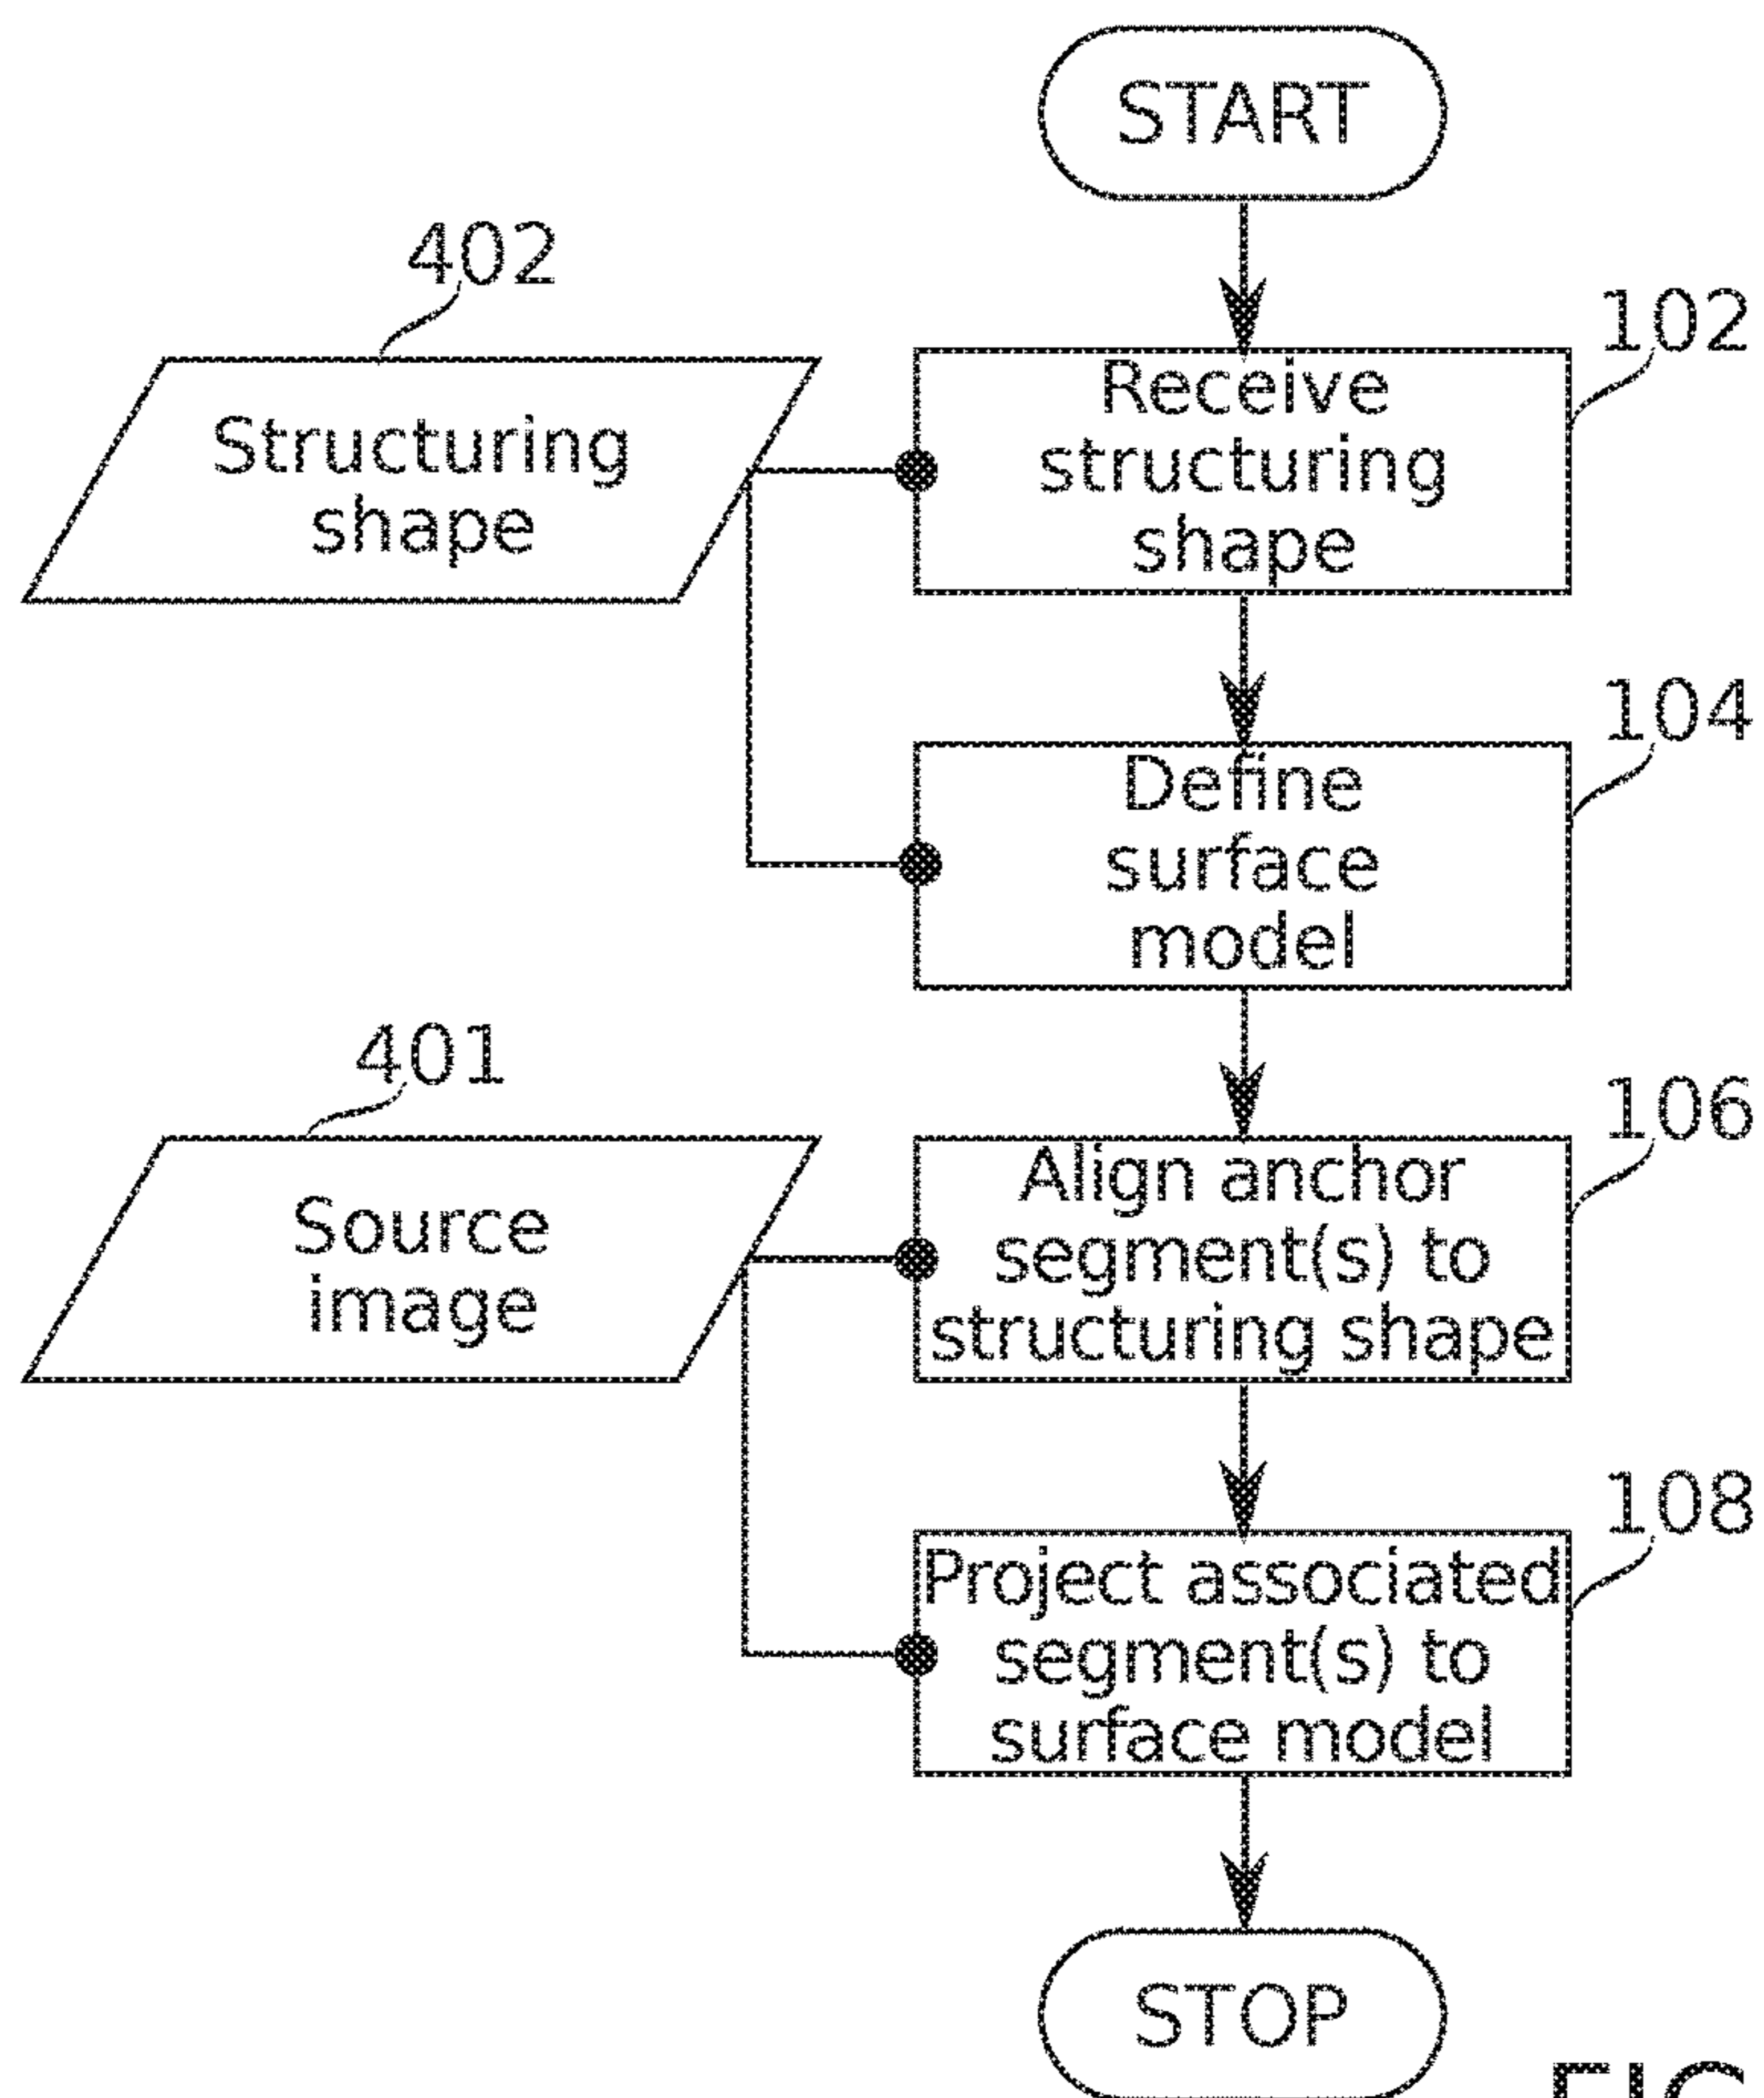 START
402
102
Structuring
shape
Receive
structuring
shape
104
Define
surface
model
401
106
Source
image
Align anchor
segment(s) to
structuring shape
108
Project associated
segment(s) to
surface model
STOP